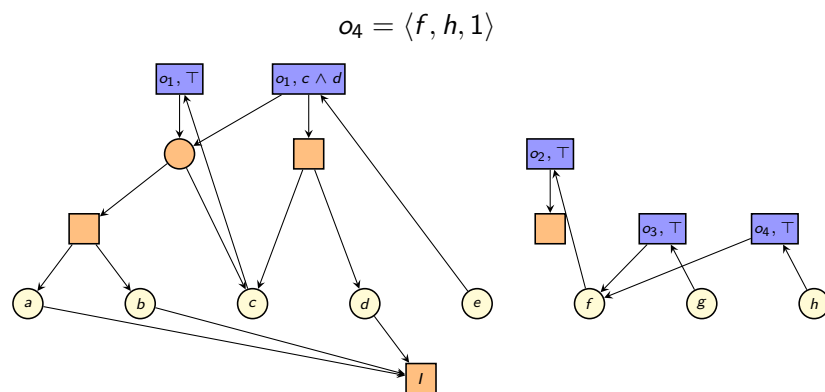 o₄ = ⟨f, h, 1⟩
o₁, ⊤
o₁, c ∧ d
o₂, ⊤
o₃, ⊤
o₄, ⊤
a
b
c
d
e
f
g
h
I